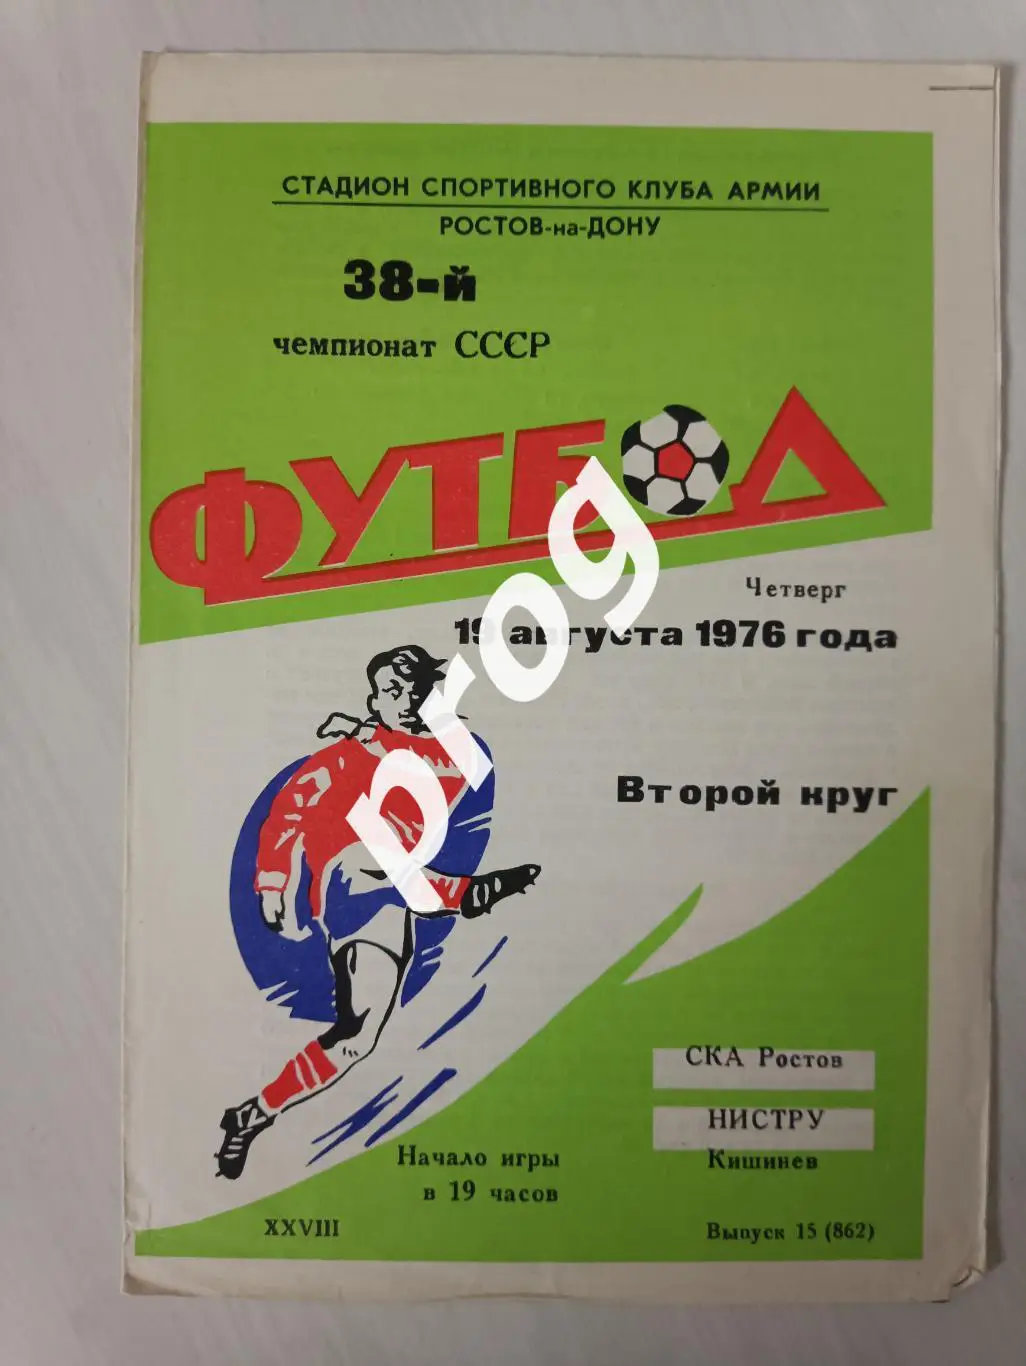 СТАДИОН СПОРТИВНОГО КЛУБА АРМИИ
РОСТОВ-на-ДОНУ
38-й
чемпионат СССР
ФУТБОЛ
Четверг
19 августа 1976 года
Второй круг
СКА Ростов
НИСТРУ
Кишинев
Начало игры
в 19 часов
XXVIII
Выпуск 15 (862)
prog